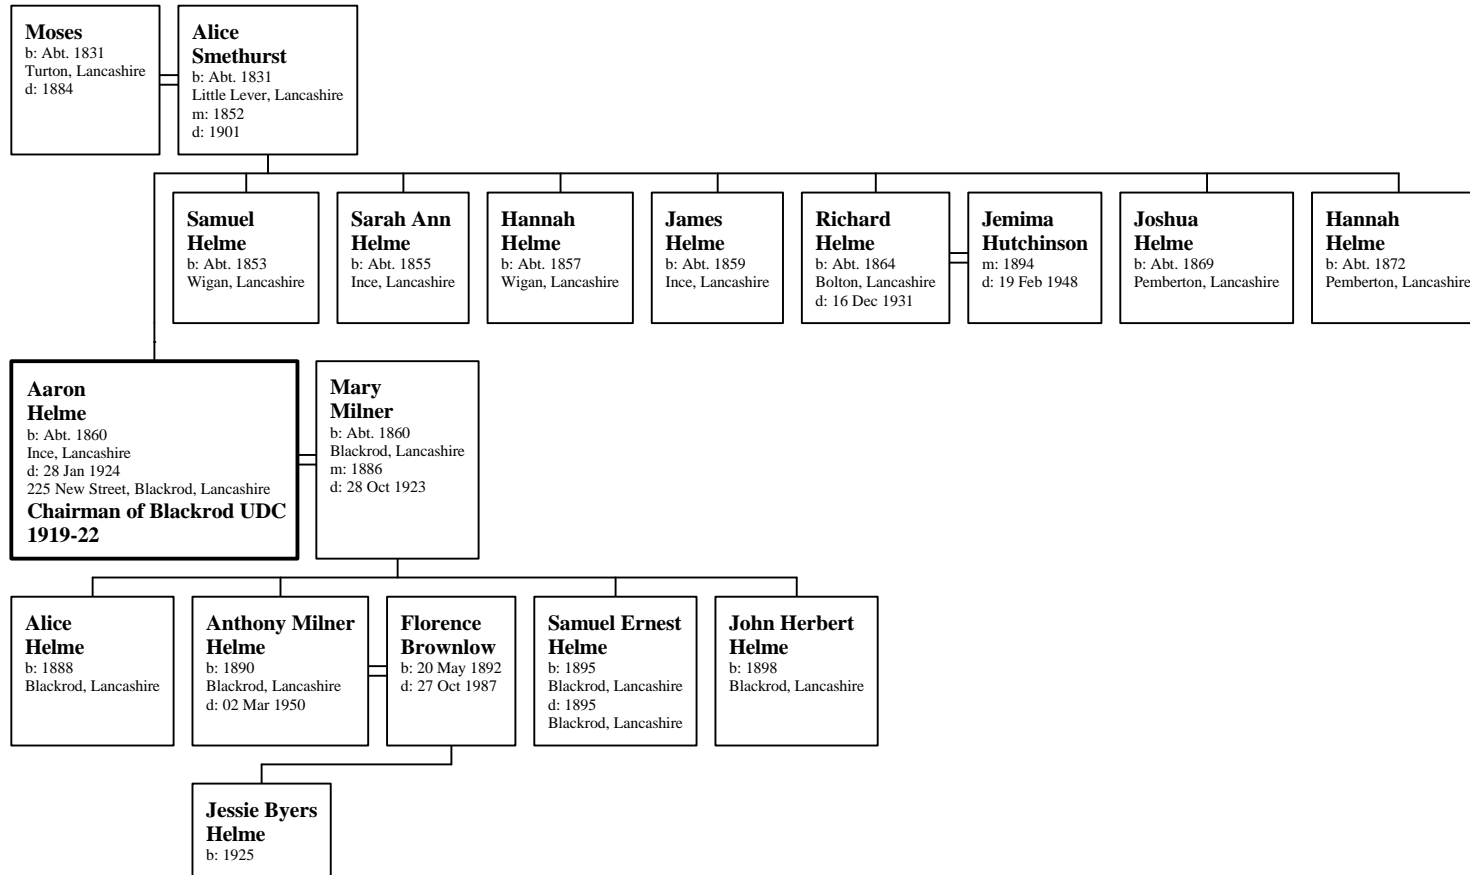 Moses
b: Abt. 1831
Turton, Lancashire
d: 1884
Alice
Smethurst
b: Abt. 1831
Little Lever, Lancashire
m: 1852
d: 1901
Samuel
Helme
b: Abt. 1853
Wigan, Lancashire
Sarah Ann
Helme
b: Abt. 1855
Ince, Lancashire
Hannah
Helme
b: Abt. 1857
Wigan, Lancashire
James
Helme
b: Abt. 1859
Ince, Lancashire
Richard
Helme
b: Abt. 1864
Bolton, Lancashire
d: 16 Dec 1931
Jemima
Hutchinson
m: 1894
d: 19 Feb 1948
Joshua
Helme
b: Abt. 1869
Pemberton, Lancashire
Hannah
Helme
b: Abt. 1872
Pemberton, Lancashire
Aaron
Helme
b: Abt. 1860
Ince, Lancashire
d: 28 Jan 1924
225 New Street, Blackrod, Lancashire
Chairman of Blackrod UDC
1919-22
Mary
Milner
b: Abt. 1860
Blackrod, Lancashire
m: 1886
d: 28 Oct 1923
Alice
Helme
b: 1888
Blackrod, Lancashire
Anthony Milner
Helme
b: 1890
Blackrod, Lancashire
d: 02 Mar 1950
Florence
Brownlow
b: 20 May 1892
d: 27 Oct 1987
Samuel Ernest
Helme
b: 1895
Blackrod, Lancashire
d: 1895
Blackrod, Lancashire
John Herbert
Helme
b: 1898
Blackrod, Lancashire
Jessie Byers
Helme
b: 1925